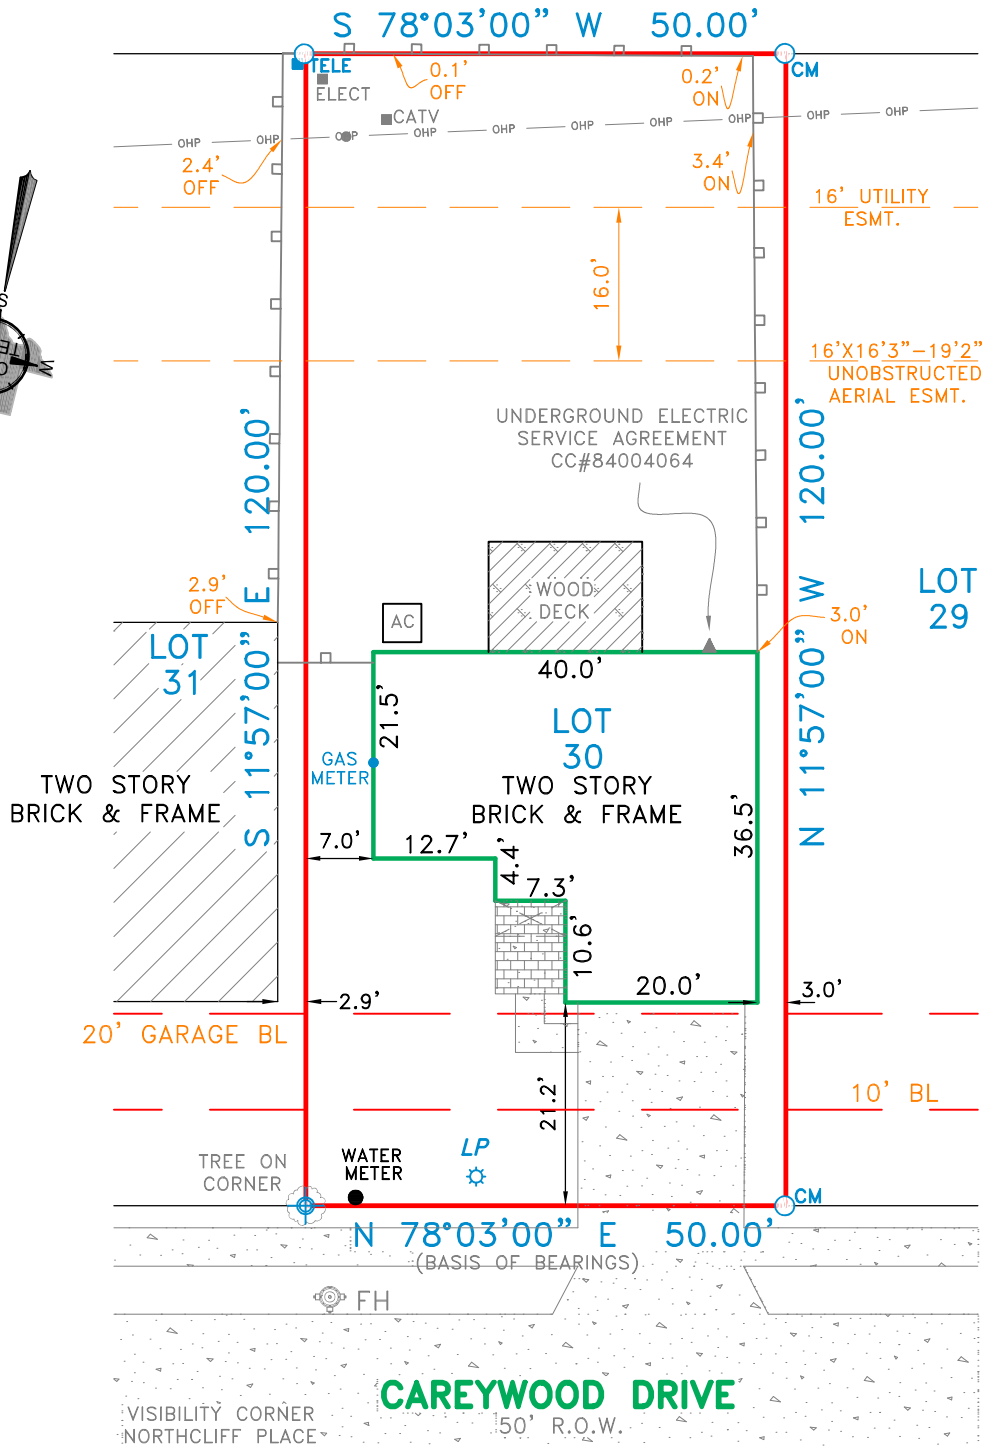 S 78°03'00" W 50.00'
TELE
ELECT
CATV
0.1'
OFF
0.2'
ON
CM
OHP
OHP
OHP
OHP
OHP
OHP
OHP
OHP
2.4'
OFF
3.4'
ON
16' UTILITY
ESMT.
16.0'
16'X16'3"-19'2"
UNOBSTRUCTED
AERIAL ESMT.
S
W
UNDERGROUND ELECTRIC
SERVICE AGREEMENT
CC#84004064
S 11°57'00" E 120.00'
N 11°57'00" W 120.00'
2.9'
OFF
WOOD
DECK
AC
3.0'
ON
LOT
29
LOT
31
40.0'
21.5'
LOT
30
GAS
METER
TWO STORY
BRICK & FRAME
TWO STORY
BRICK & FRAME
36.5'
7.0'
12.7'
4.4'
7.3'
10.6'
20.0'
2.9'
3.0'
20' GARAGE BL
21.2'
10' BL
TREE ON
CORNER
WATER
METER
LP
CM
N 78°03'00" E 50.00'
(BASIS OF BEARINGS)
FH
CAREYWOOD DRIVE
50' R.O.W.
VISIBILITY CORNER
NORTHCLIFF PLACE